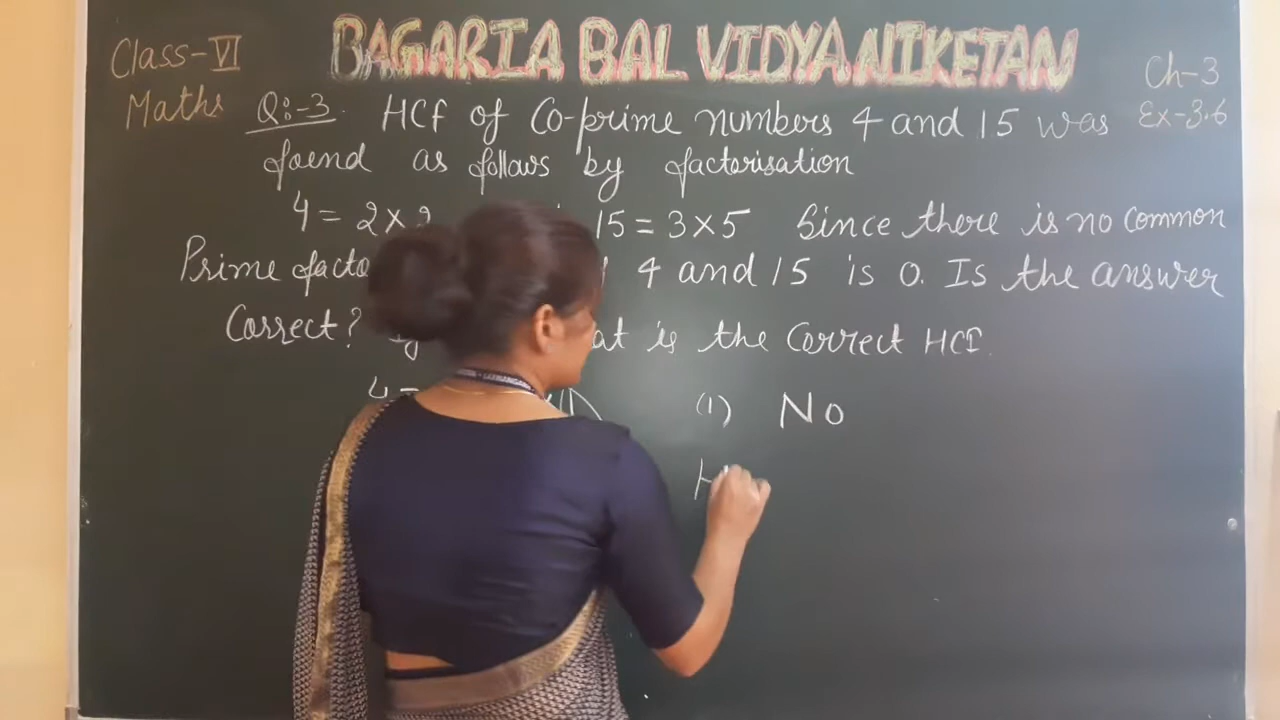 BAGARIA BAL VIDYA NIKETAN
Class-VI
Maths
Ch-3
Ex-3.6
Q:-3. HCF of Co-prime numbers 4 and 15 was
found as follows by factorisation
4 = 2 × 2 15 = 3 × 5 Since there is no common
Prime facto 4 and 15 is 0. Is the answer
Correct? at is the Correct HCF.
4 =
(1) No
H